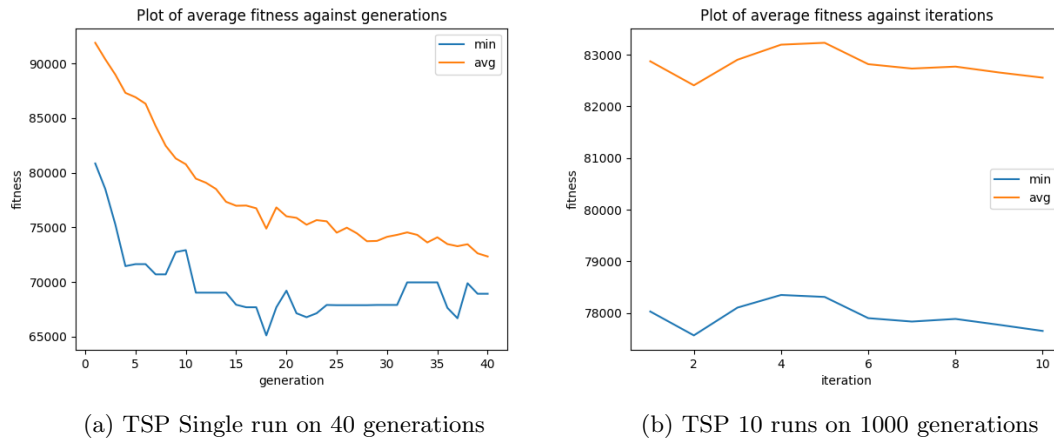 Plot of average fitness against generations
min
avg
90000
85000
80000
75000
70000
65000
fitness
0 5 10 15 20 25 30 35 40
generation
(a) TSP Single run on 40 generations
Plot of average fitness against iterations
83000
82000
81000
80000
79000
78000
fitness
min
avg
2 4 6 8 10
iteration
(b) TSP 10 runs on 1000 generations